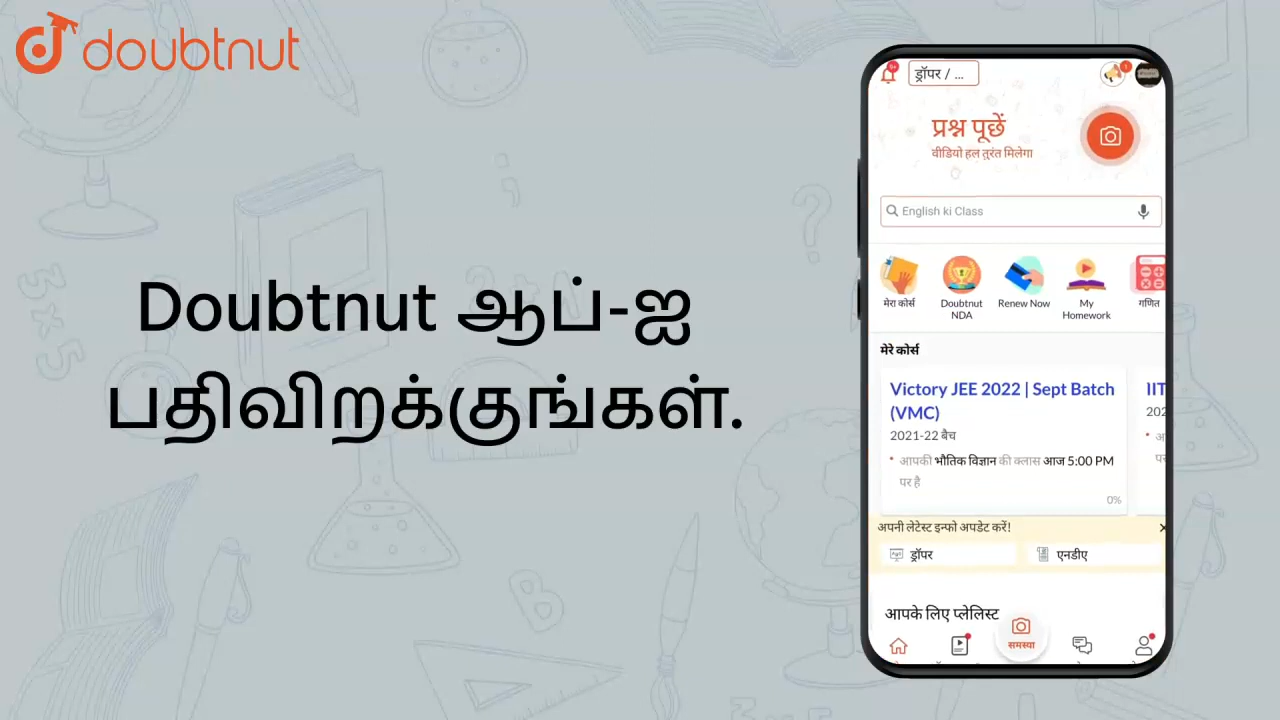 doubtnut
Doubtnut ஆப்-ஐ
பதிவிறக்குங்கள்.
9+
ड्रॉपर / ...
1
प्रश्न पूछें
वीडियो हल तुरंत मिलेगा
English ki Class
मेरा कोर्स
Doubtnut NDA
Renew Now
My Homework
गणित
मेरे कोर्स
Victory JEE 2022 | Sept Batch
(VMC)
2021-22 बैच
आपकी भौतिक विज्ञान की क्लास आज 5:00 PM
पर है
0%
IIT
202
अपनी लेटेस्ट इन्फो अपडेट करें!
ड्रॉपर
एनडीए
आपके लिए प्लेलिस्ट
समस्या